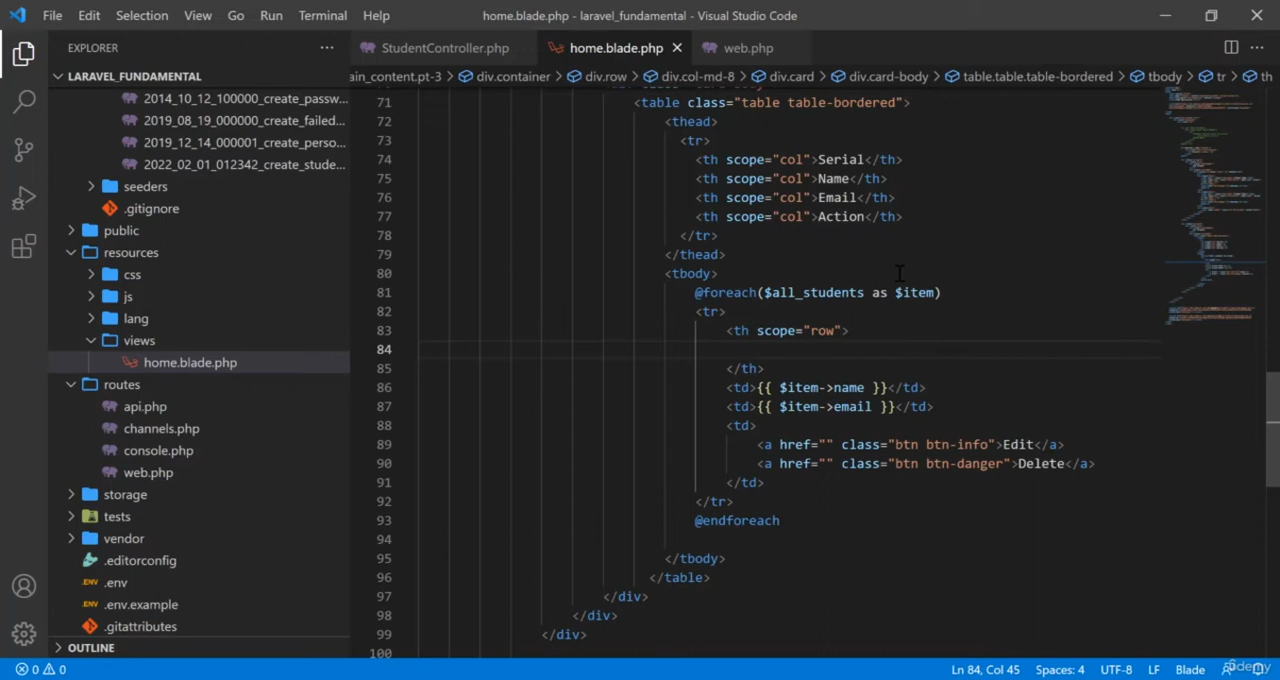 File Edit Selection View Go Run Terminal Help home.blade.php - laravel_fundamental - Visual Studio Code
EXPLORER
StudentController.php home.blade.php web.php
LARAVEL_FUNDAMENTAL
ain_content.pt-3 > div.container > div.row > div.col-md-8 > div.card > div.card-body > table.table.table-bordered > tbody > tr > th
2014_10_12_100000_create_passw...
2019_08_19_000000_create_failed...
2019_12_14_000001_create_perso...
2022_02_01_012342_create_stude...
seeders
.gitignore
public
resources
css
js
lang
views
home.blade.php
routes
api.php
channels.php
console.php
web.php
storage
tests
vendor
.editorconfig
.env
.env.example
.gitattributes
OUTLINE
71 <table class="table table-bordered">
72 <thead>
73 <tr>
74 <th scope="col">Serial</th>
75 <th scope="col">Name</th>
76 <th scope="col">Email</th>
77 <th scope="col">Action</th>
78 </tr>
79 </thead>
80 <tbody>
81 @foreach($all_students as $item)
82 <tr>
83 <th scope="row">
84
85 </th>
86 <td>{{ $item->name }}</td>
87 <td>{{ $item->email }}</td>
88 <td>
89 <a href="" class="btn btn-info">Edit</a>
90 <a href="" class="btn btn-danger">Delete</a>
91 </td>
92 </tr>
93 @endforeach
94
95 </tbody>
96 </table>
97 </div>
98 </div>
99 </div>
100
0 0 Ln 84, Col 45 Spaces: 4 UTF-8 LF Blade
ûdemy